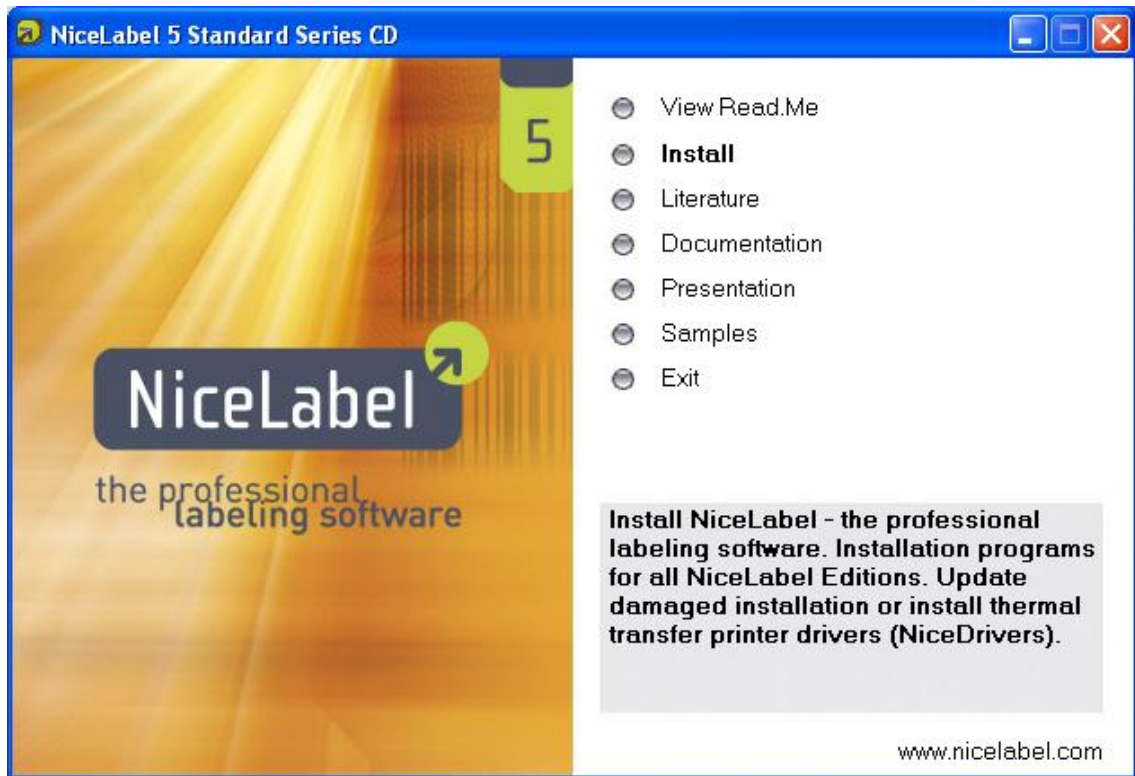 NiceLabel 5 Standard Series CD
5
NiceLabel
the professional
labeling software
View Read.Me
Install
Literature
Documentation
Presentation
Samples
Exit
Install NiceLabel - the professional
labeling software. Installation programs
for all NiceLabel Editions. Update
damaged installation or install thermal
transfer printer drivers (NiceDrivers).
www.nicelabel.com